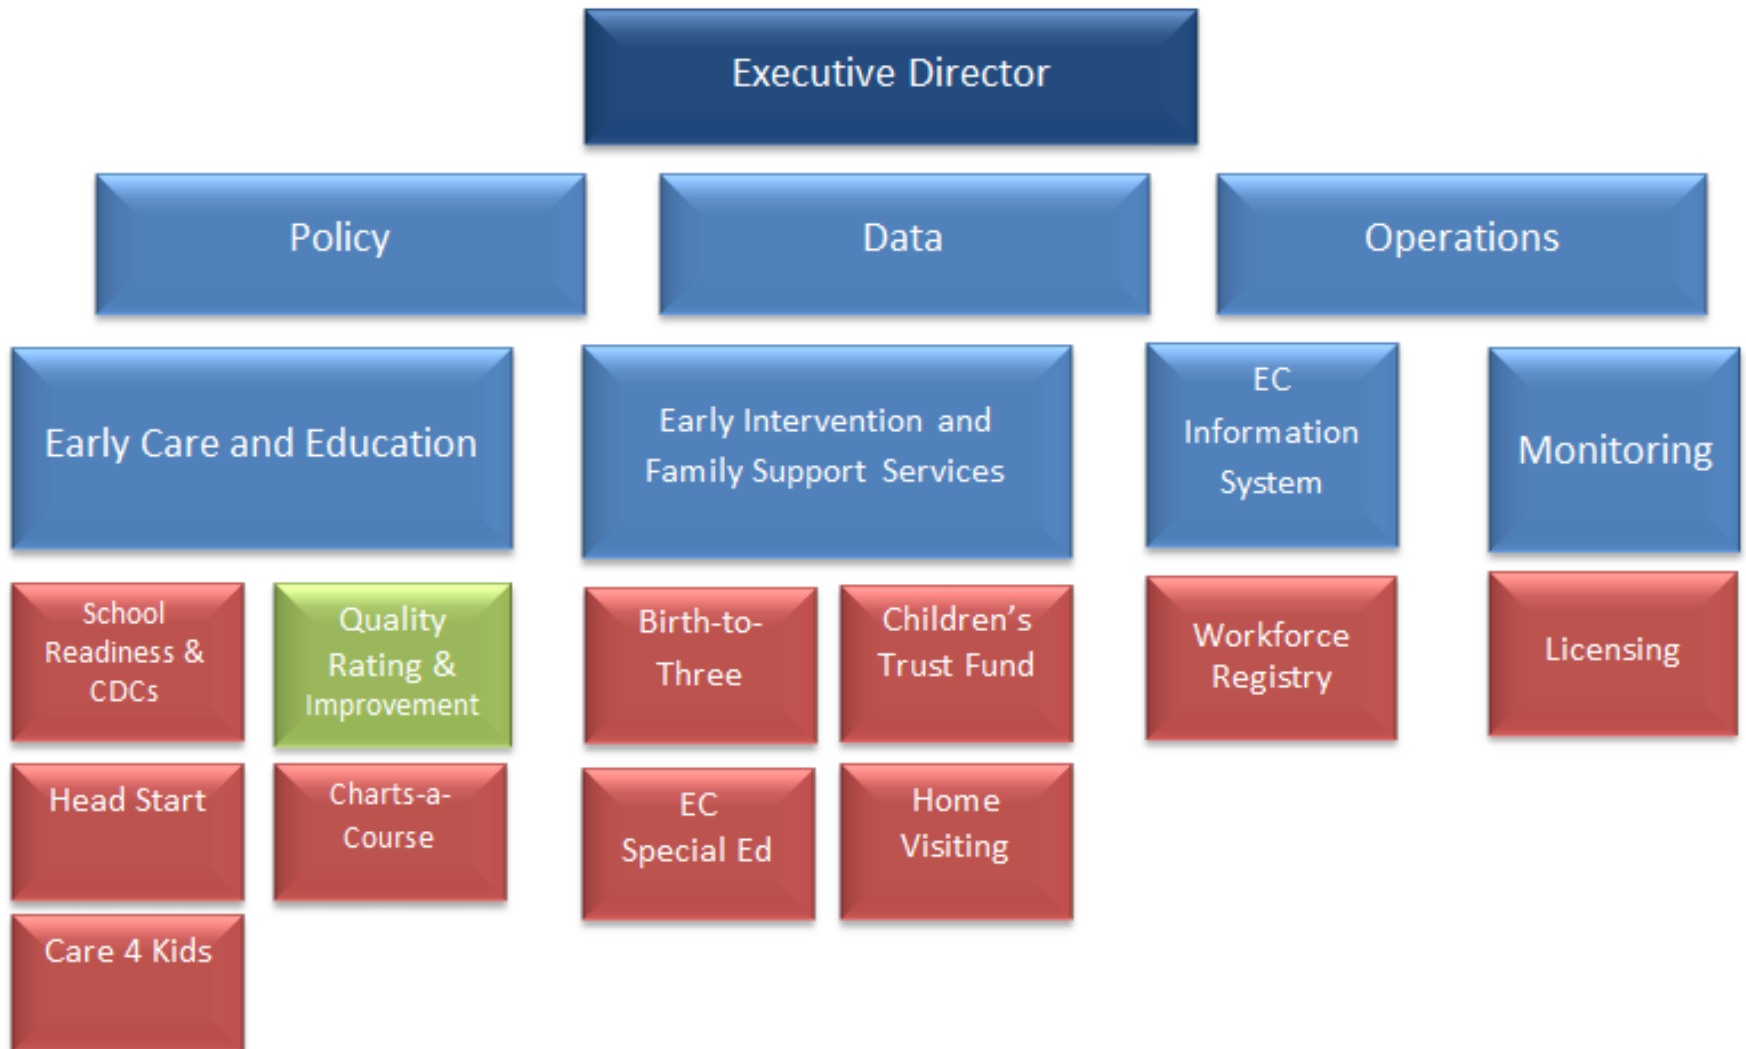 Executive Director
Policy
Data
Operations
Early Care and Education
Early Intervention and
Family Support Services
EC
Information
System
Monitoring
School
Readiness &
CDCs
Quality
Rating &
Improvement
Birth-to-
Three
Children’s
Trust Fund
Workforce
Registry
Licensing
Head Start
Charts-a-
Course
EC
Special Ed
Home
Visiting
Care 4 Kids